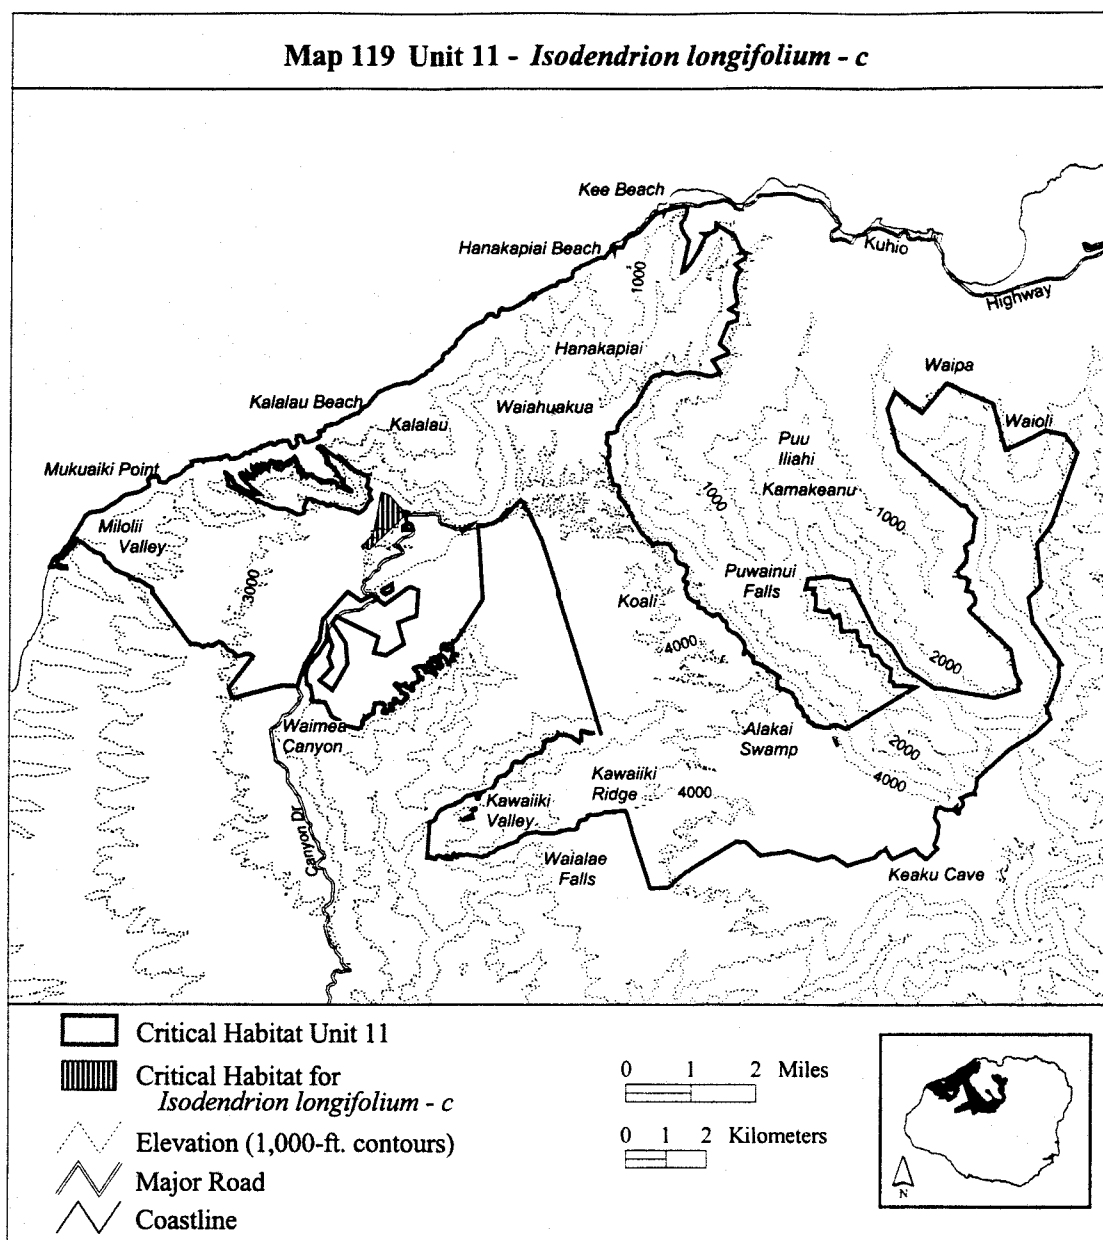 Map 119 Unit 11 - Isodendrion longifolium - c
Kee Beach
Hanakapiai Beach
Kuhio
Highway
1000
Hanakapiai
Waipa
Kalalau Beach
Waiahuakua
Kalalau
Waioli
Puu
Iliahi
Mukuaiki Point
Kamakeanu
1000
1000
Milolii
Valley
3000
Puwainui
Falls
Koali
4000
2000
Waimea
Canyon
Alakai
Swamp
2000
4000
Kawaiiki
Ridge
4000
Kawaiiki
Valley
Canyon Dr
Waialae
Falls
Keaku Cave
Critical Habitat Unit 11
Critical Habitat for
Isodendrion longifolium - c
Elevation (1,000-ft. contours)
Major Road
Coastline
0 1 2 Miles
0 1 2 Kilometers
N